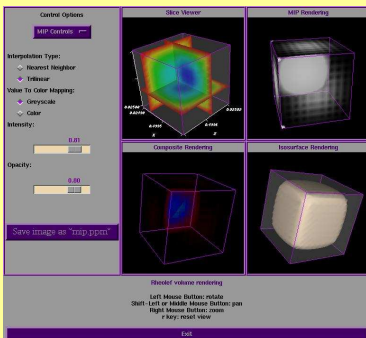 Control Options
MIP Controls
Interpolation Type:
Nearest Neighbor
Trilinear
Value To Color Mapping:
Greyscale
Color
Intensity:
0.81
Opacity:
0.80
Save image as "mip.ppm"
Slice Viewer
MIP Rendering
Composite Rendering
Isosurface Rendering
Rheolef volume rendering
Left Mouse Button: rotate
Shift-Left or Middle Mouse Button: pan
Right Mouse Button: zoom
r key: reset view
Exit